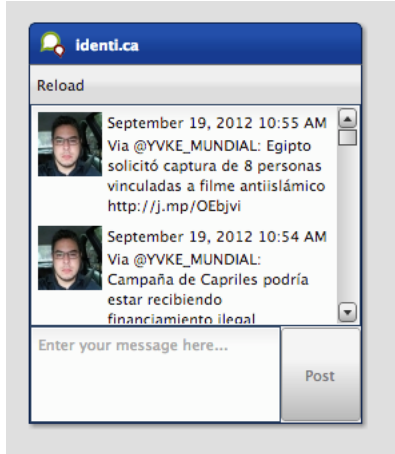 identi.ca
Reload
September 19, 2012 10:55 AM
Via @YVKE_MUNDIAL: Egipto
solicitó captura de 8 personas
vinculadas a filme antiislámico
http://j.mp/OEbjvi
September 19, 2012 10:54 AM
Via @YVKE_MUNDIAL:
Campaña de Capriles podría
estar recibiendo
financiamiento ilegal
Enter your message here...
Post